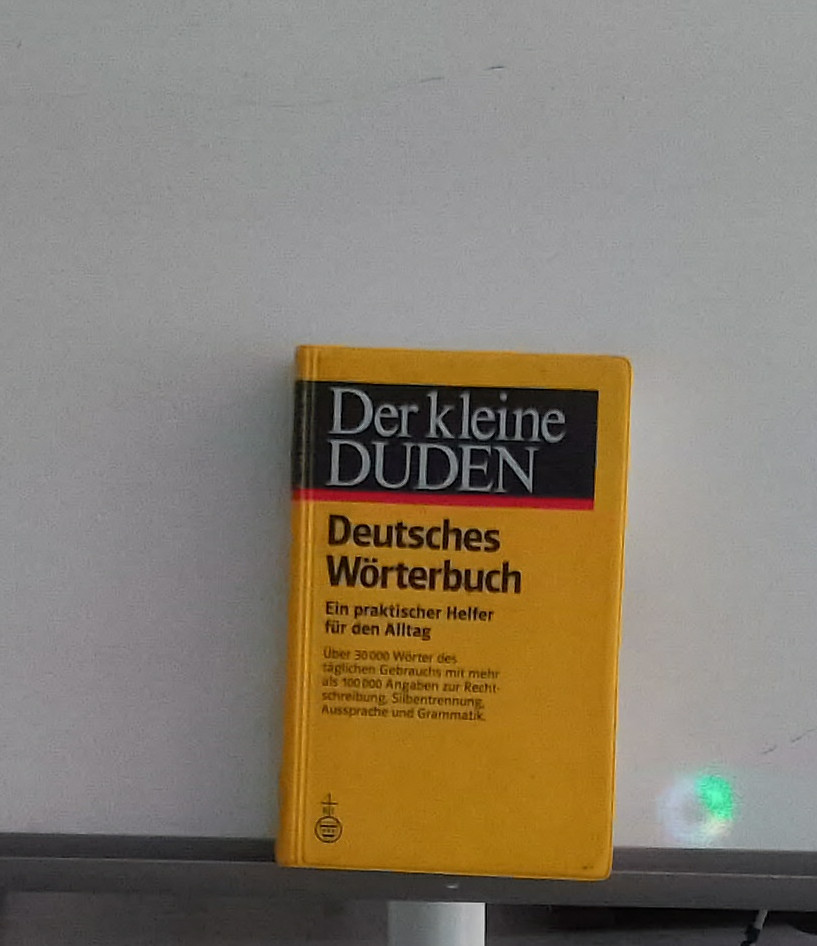 Der kleine
DUDEN
Deutsches
Wörterbuch
Ein praktischer Helfer
für den Alltag
Über 30 000 Wörter des
täglichen Gebrauchs mit mehr
als 100 000 Angaben zur Recht-
schreibung, Silbentrennung,
Aussprache und Grammatik.